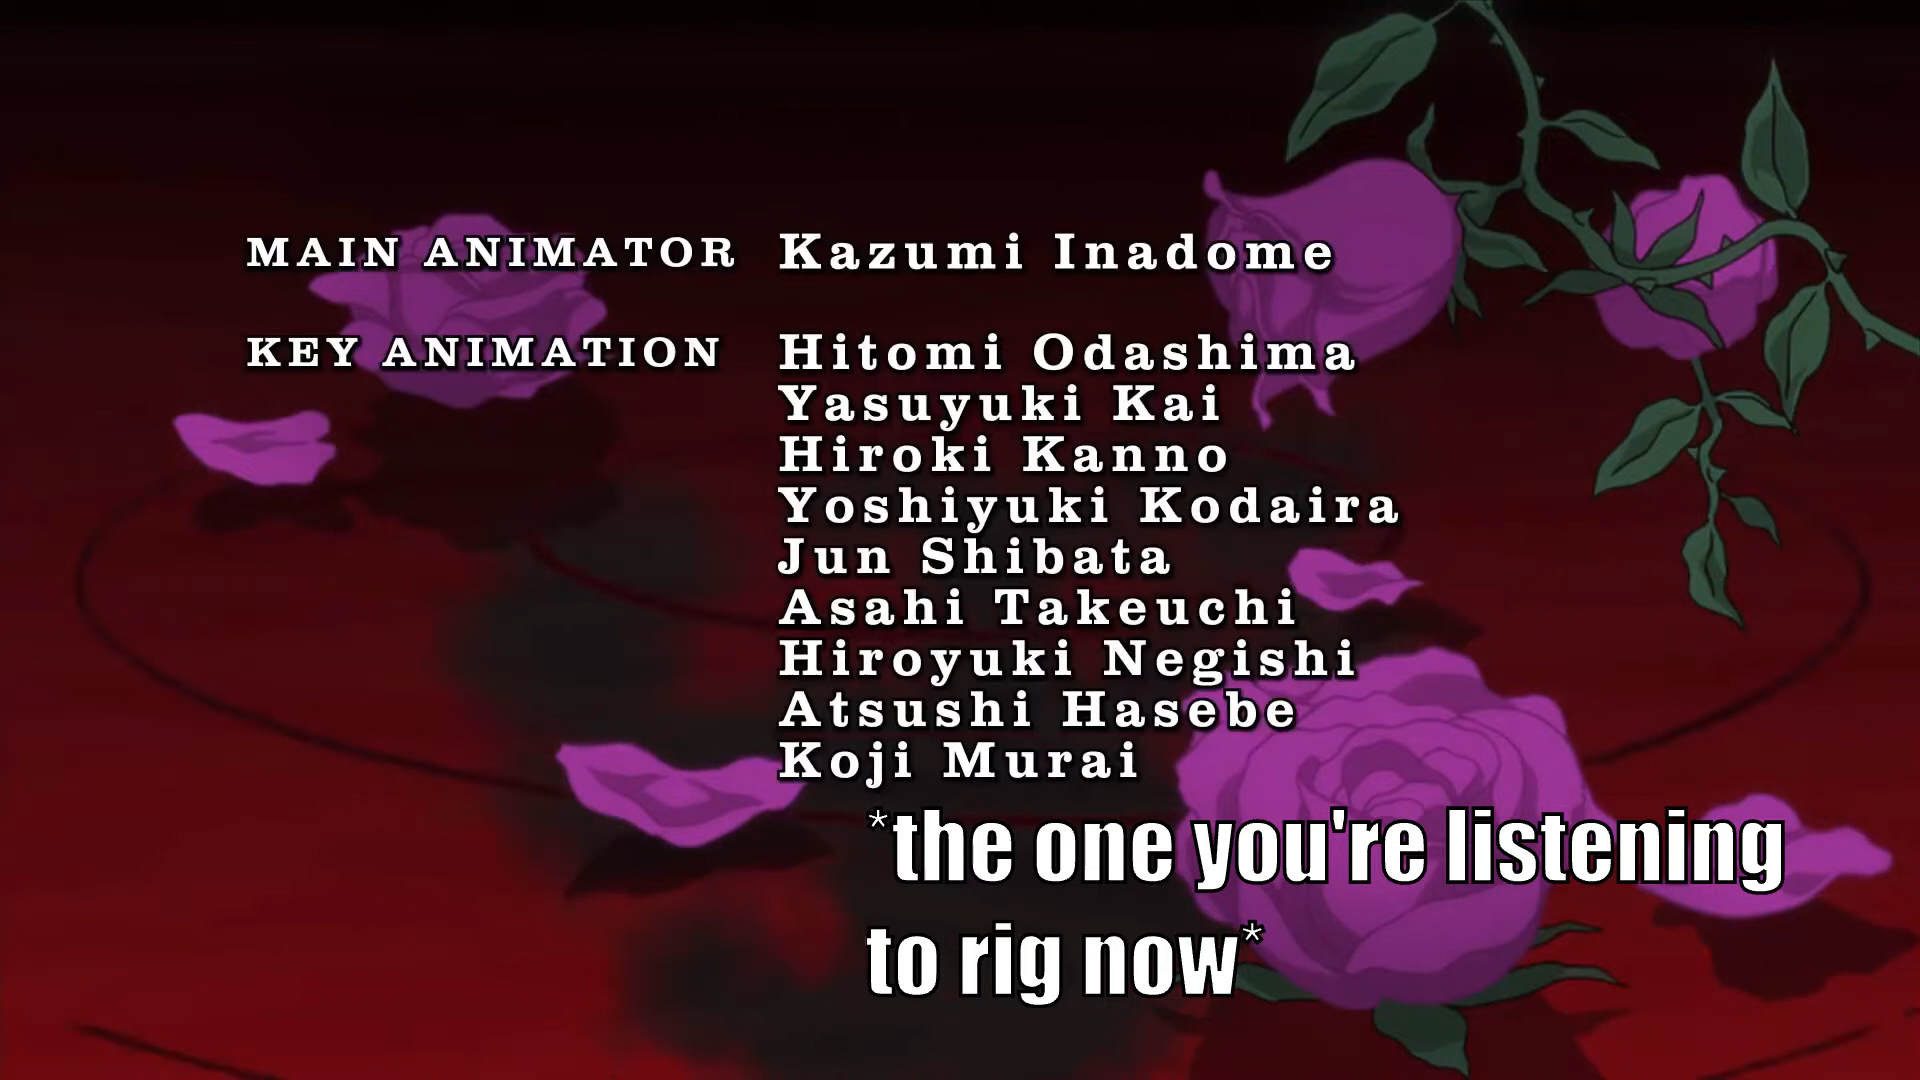 MAIN ANIMATOR Kazumi Inadome
KEY ANIMATION Hitomi Odashima
Yasuyuki Kai
Hiroki Kanno
Yoshiyuki Kodaira
Jun Shibata
Asahi Takeuchi
Hiroyuki Negishi
Atsushi Hasebe
Koji Murai
*the one you're listening
to rig now*